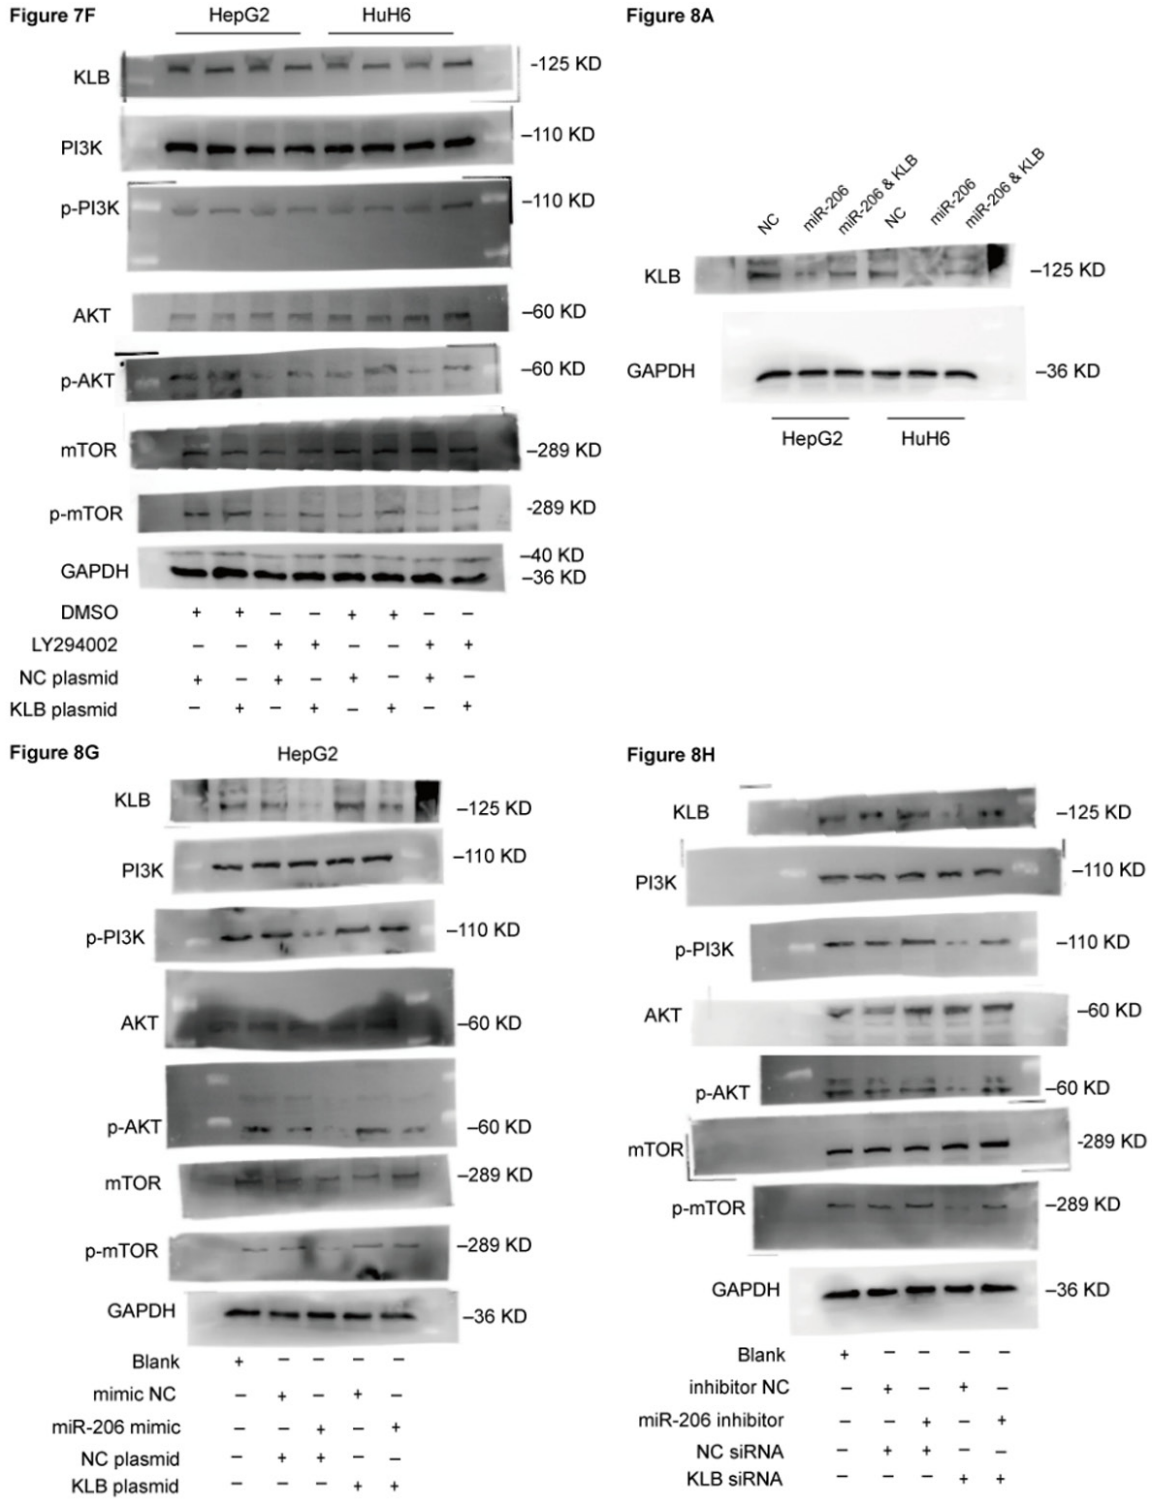 Figure 7F
HepG2
HuH6
KLB
-125 KD
PI3K
–110 KD
p-PI3K
–110 KD
AKT
–60 KD
p-AKT
–60 KD
mTOR
–289 KD
p-mTOR
-289 KD
GAPDH
–40 KD
–36 KD
DMSO + + – – + + – –
LY294002 – – + + – – + +
NC plasmid + – + – + – + –
KLB plasmid – + – + – + – +
Figure 8A
NC
miR-206
miR-206 & KLB
NC
miR-206
miR-206 & KLB
KLB
–125 KD
GAPDH
–36 KD
HepG2
HuH6
Figure 8G
HepG2
KLB
–125 KD
PI3K
–110 KD
p-PI3K
–110 KD
AKT
–60 KD
p-AKT
–60 KD
mTOR
–289 KD
p-mTOR
–289 KD
GAPDH
–36 KD
Blank + – – – –
mimic NC – + – + –
miR-206 mimic – – + – +
NC plasmid – + + – –
KLB plasmid – – – + +
Figure 8H
KLB
–125 KD
PI3K
–110 KD
p-PI3K
–110 KD
AKT
–60 KD
p-AKT
–60 KD
mTOR
-289 KD
p-mTOR
–289 KD
GAPDH
–36 KD
Blank + – – – –
inhibitor NC – + – + –
miR-206 inhibitor – – + – +
NC siRNA – + + – –
KLB siRNA – – – + +